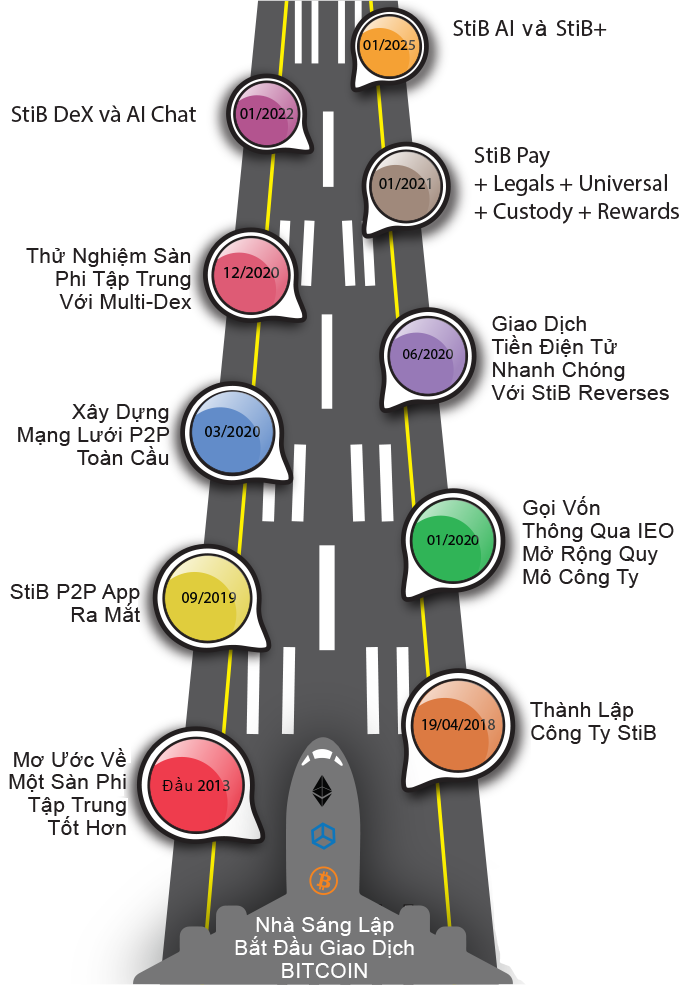 01/2025
StiB AI và StiB+
StiB DeX và AI Chat
01/2022
01/2021
StiB Pay
+ Legals + Universal
+ Custody + Rewards
Thử Nghiệm Sàn
Phi Tập Trung
Với Multi-Dex
12/2020
06/2020
Giao Dịch
Tiền Điện Tử
Nhanh Chóng
Với StiB Reverses
Xây Dựng
Mạng Lưới P2P
Toàn Cầu
03/2020
01/2020
Gọi Vốn
Thông Qua IEO
Mở Rộng Quy
Mô Công Ty
StiB P2P App
Ra Mắt
09/2019
19/04/2018
Thành Lập
Công Ty StiB
Mơ Ước Về
Một Sàn Phi
Tập Trung
Tốt Hơn
Đầu 2013
Nhà Sáng Lập
Bắt Đầu Giao Dịch
BITCOIN